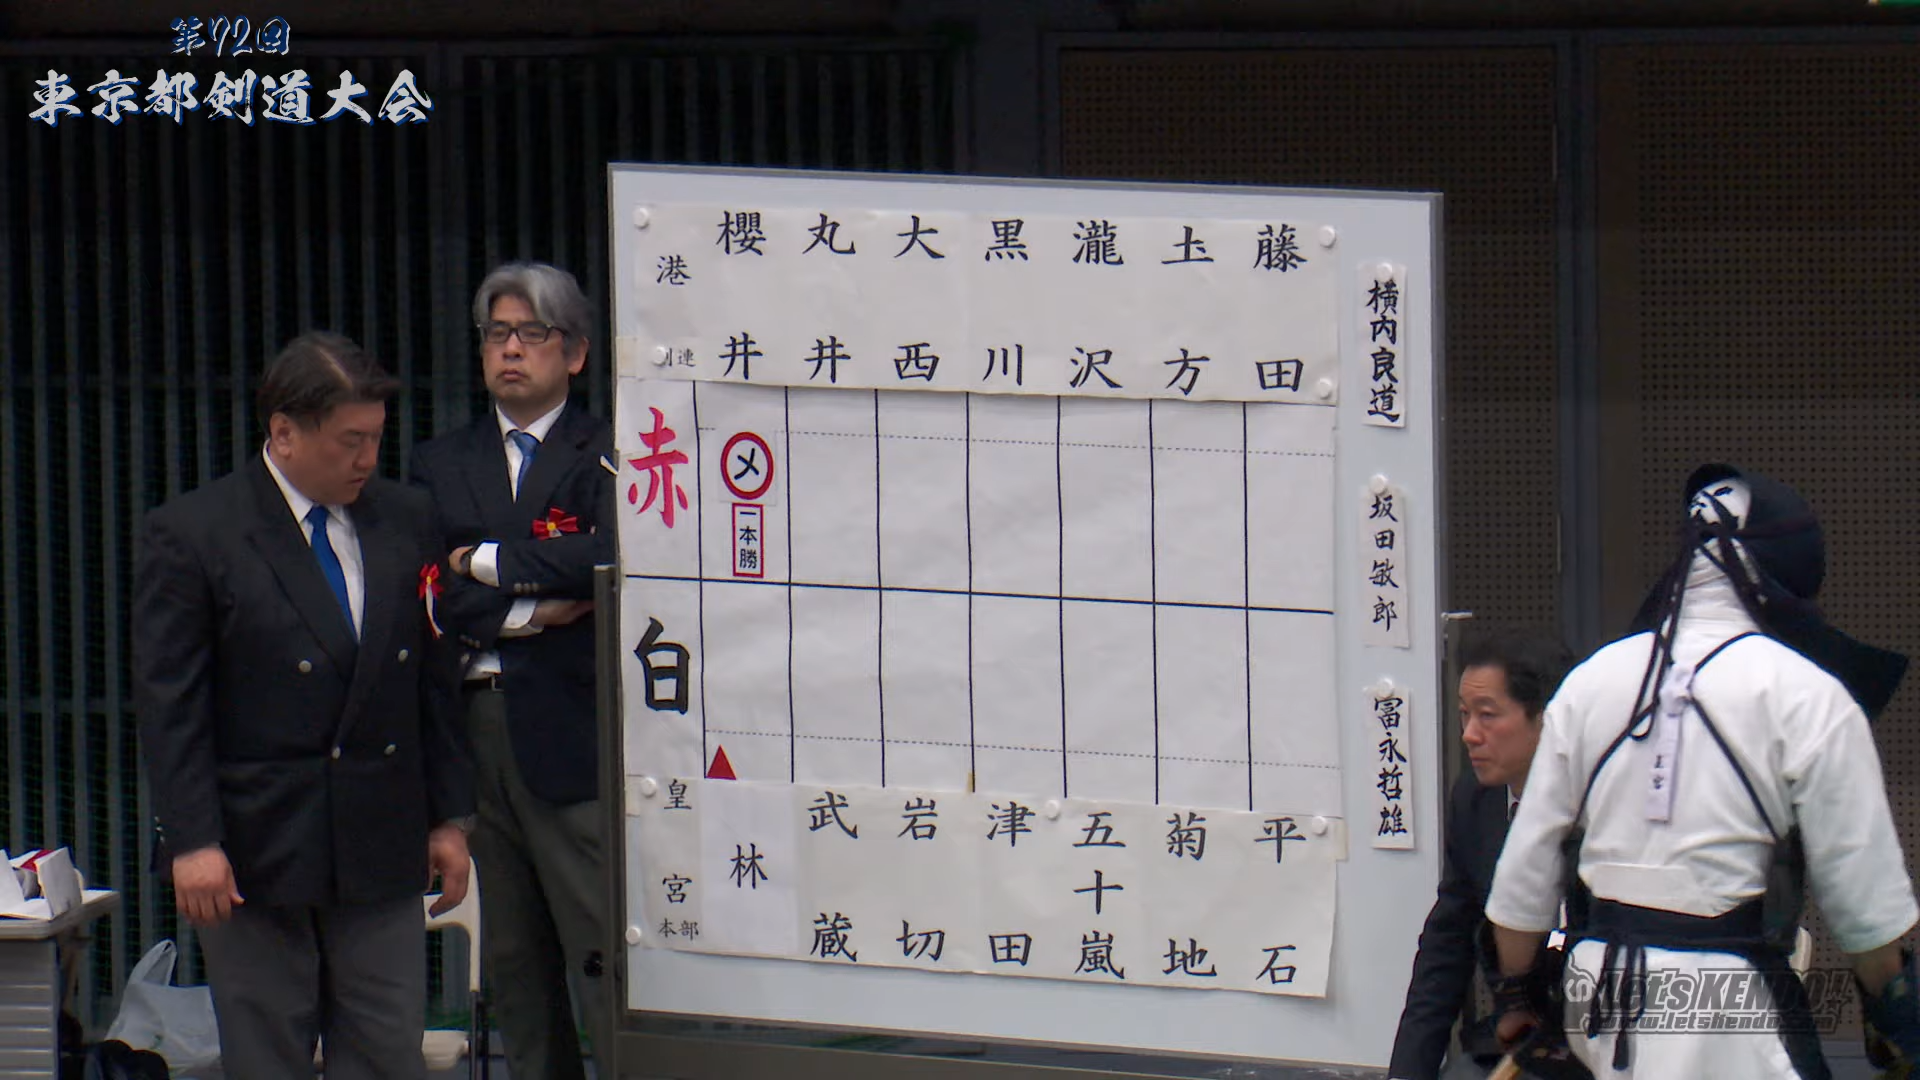 第72回
東京都剣道大会
港 剣連
櫻井
丸井
大西
黒川
瀧沢
土方
藤田
赤
メ
一本勝
白
皇宮 本部
林
武蔵
岩切
津田
五十嵐
菊地
平石
横内良道
坂田敏郎
冨永哲雄
Let's KENDO!!
www.letskendo.com